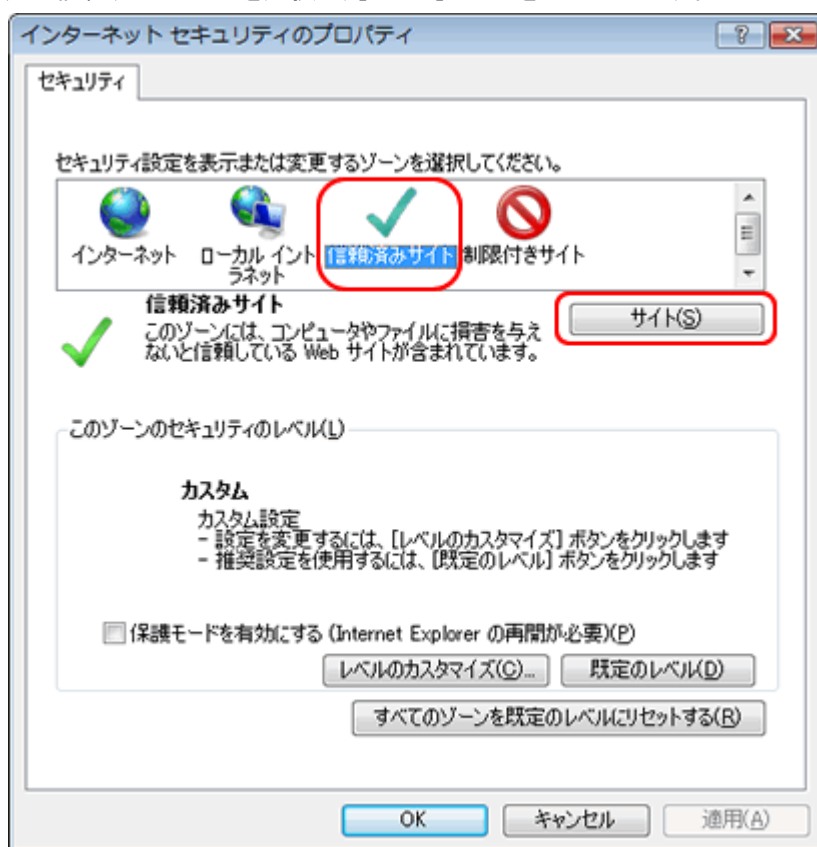 インターネット セキュリティのプロパティ
セキュリティ
セキュリティ設定を表示または変更するゾーンを選択してください。
インターネット
ローカル イント
ラネット
信頼済みサイト
制限付きサイト
信頼済みサイト
サイト(S)
このゾーンには、コンピュータやファイルに損害を与え
ないと信頼している Web サイトが含まれています。
このゾーンのセキュリティのレベル(L)
カスタム
カスタム設定
- 設定を変更するには、[レベルのカスタマイズ] ボタンをクリックします
- 推奨設定を使用するには、[既定のレベル] ボタンをクリックします
保護モードを有効にする (Internet Explorer の再開が必要)(P)
レベルのカスタマイズ(C)...
既定のレベル(D)
すべてのゾーンを既定のレベルにリセットする(R)
OK
キャンセル
適用(A)